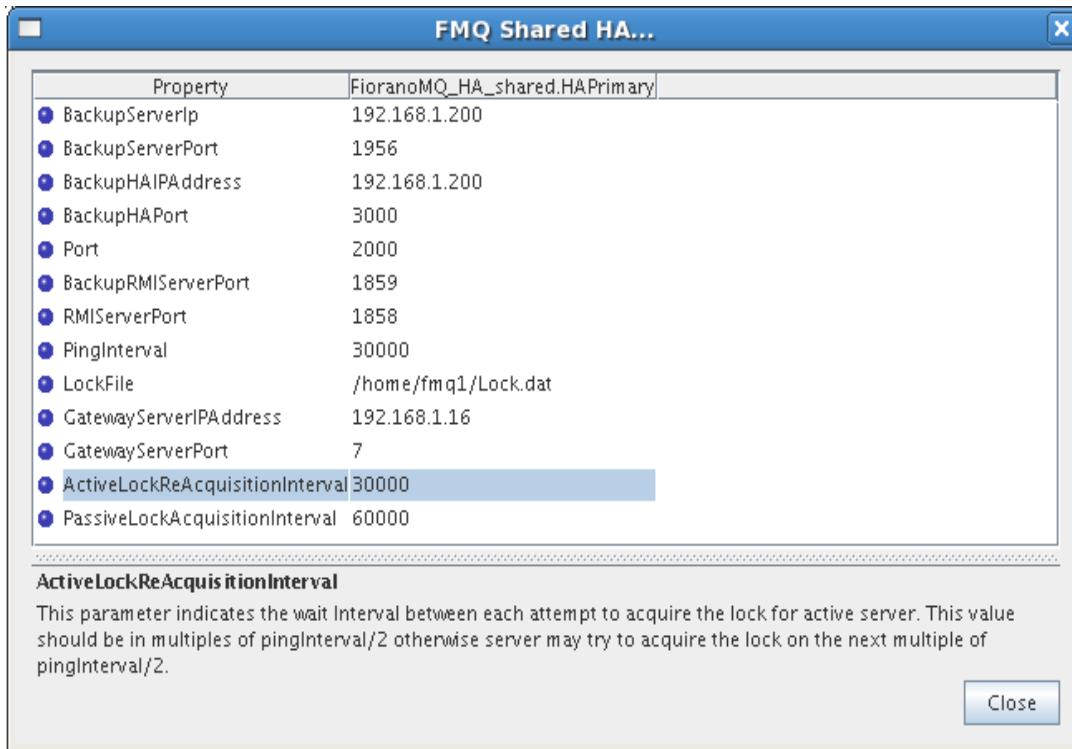 FMQ Shared HA...
Property FioranoMQ_HA_shared.HAPrimary
BackupServerIp 192.168.1.200
BackupServerPort 1956
BackupHAIPAddress 192.168.1.200
BackupHAPort 3000
Port 2000
BackupRMIServerPort 1859
RMIServerPort 1858
PingInterval 30000
LockFile /home/fmq1/Lock.dat
GatewayServerIPAddress 192.168.1.16
GatewayServerPort 7
ActiveLockReAcquisitionInterval 30000
PassiveLockAcquisitionInterval 60000
ActiveLockReAcquisitionInterval
This parameter indicates the wait Interval between each attempt to acquire the lock for active server. This value
should be in multiples of pingInterval/2 otherwise server may try to acquire the lock on the next multiple of
pingInterval/2.
Close